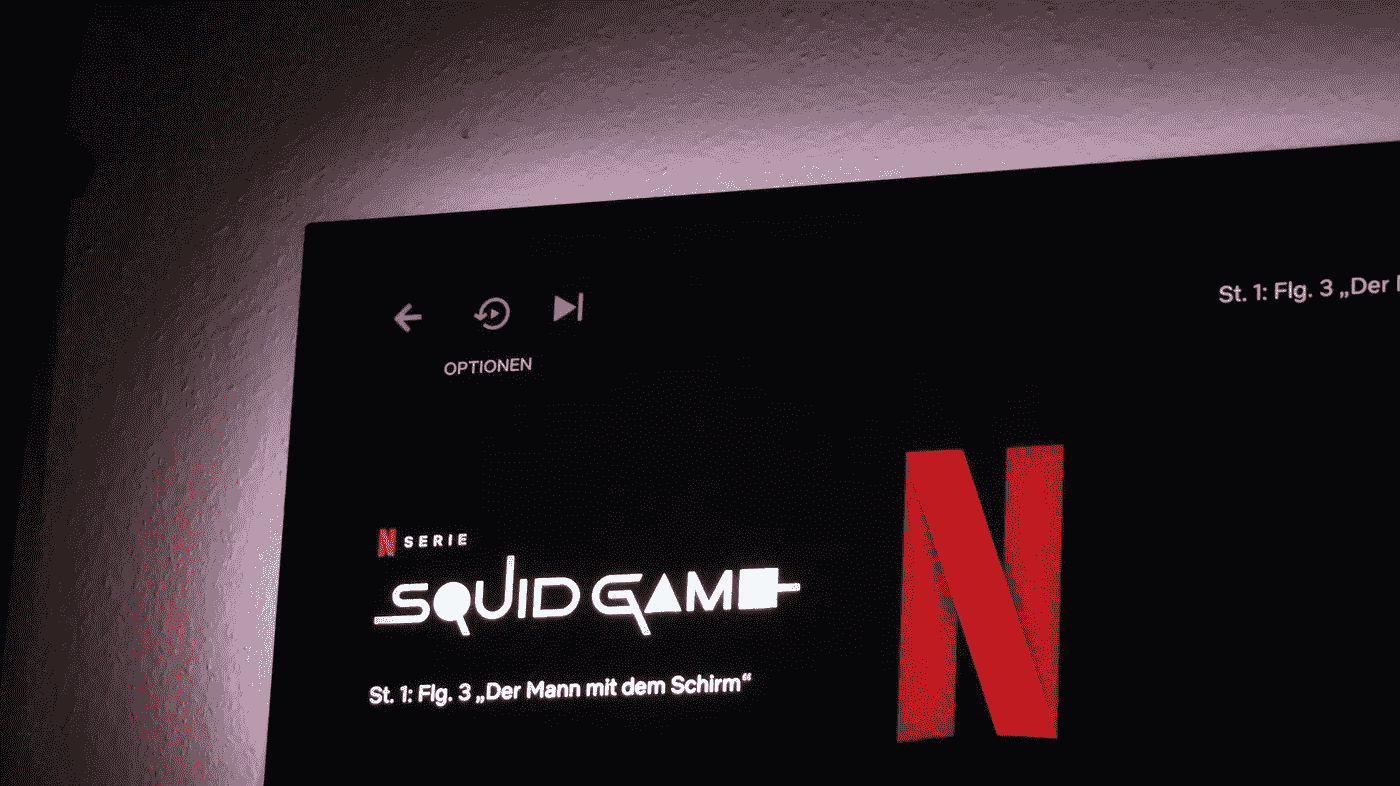 St. 1: Flg. 3 „Der
OPTIONEN
N SERIE
SQUID GAME
St. 1: Flg. 3 „Der Mann mit dem Schirm“
N